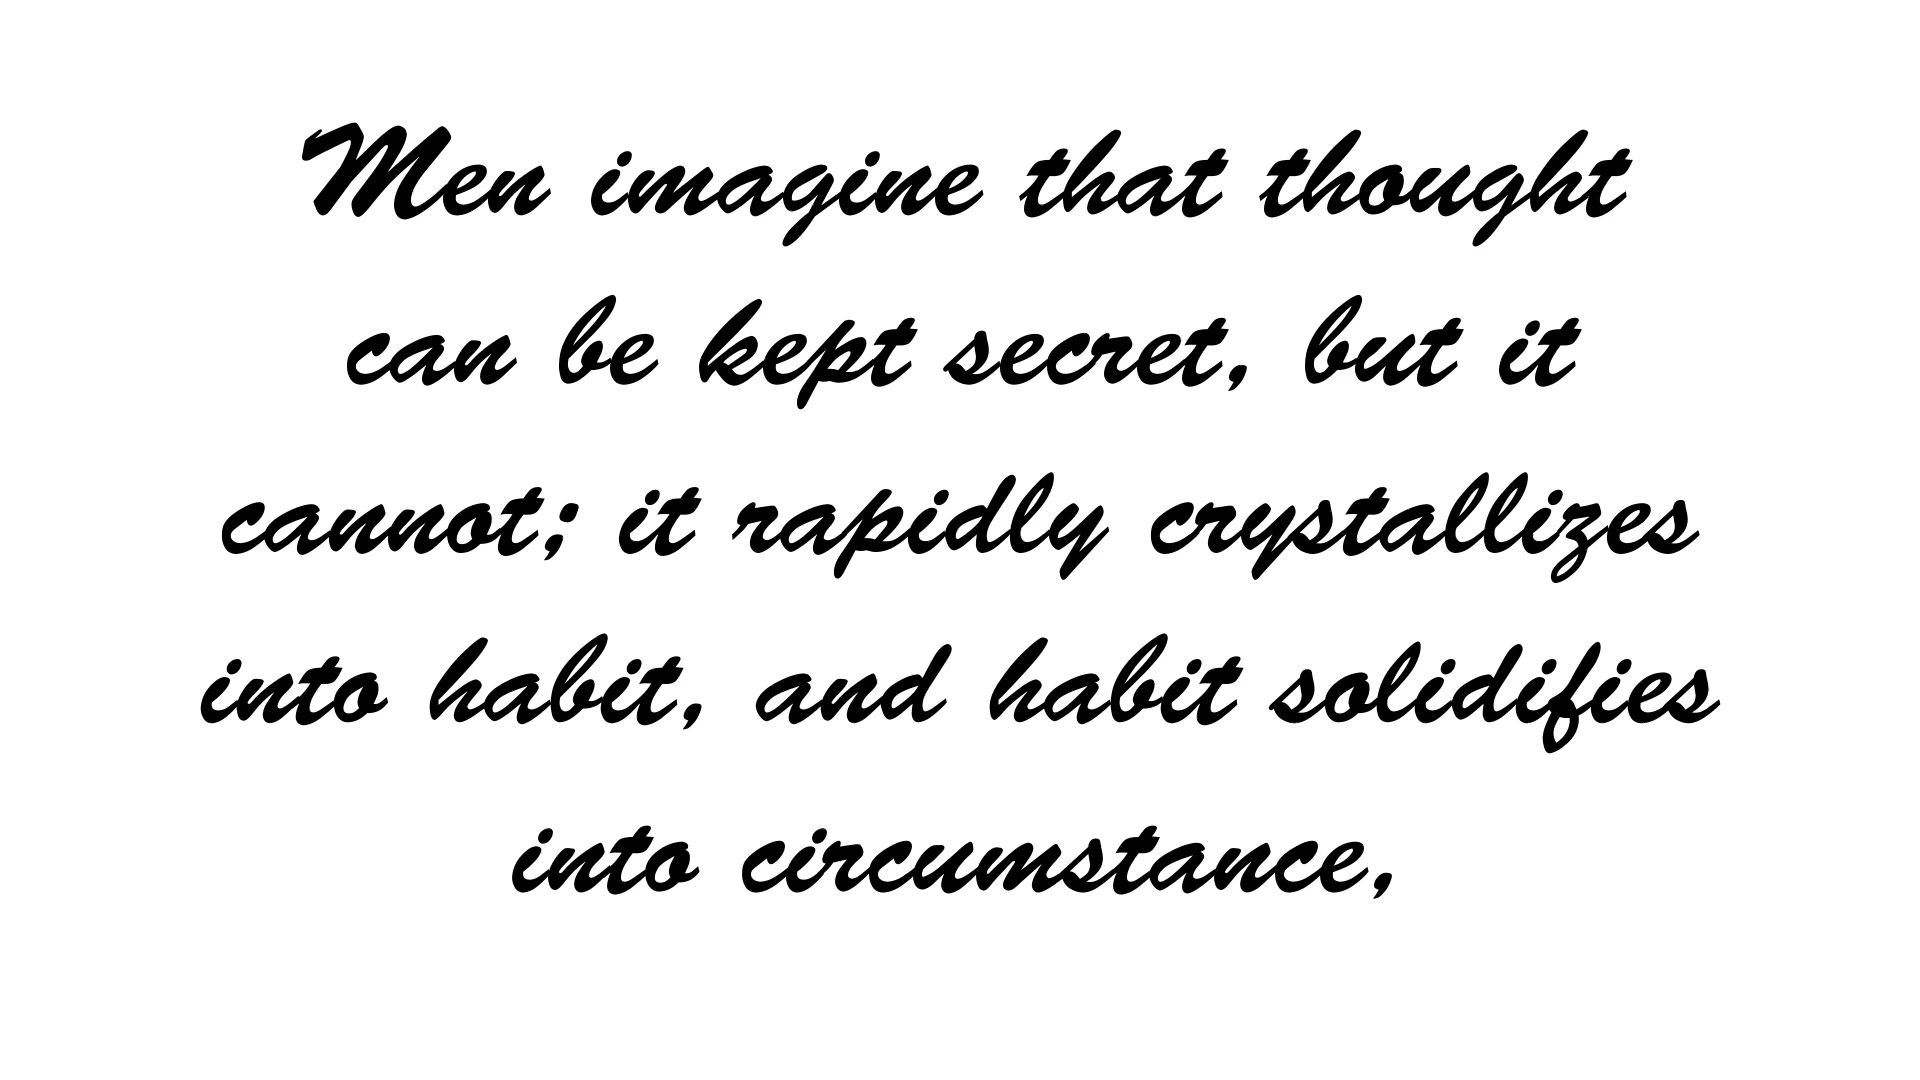 Men imagine that thought
can be kept secret, but it
cannot; it rapidly crystallizes
into habit, and habit solidifies
into circumstance,